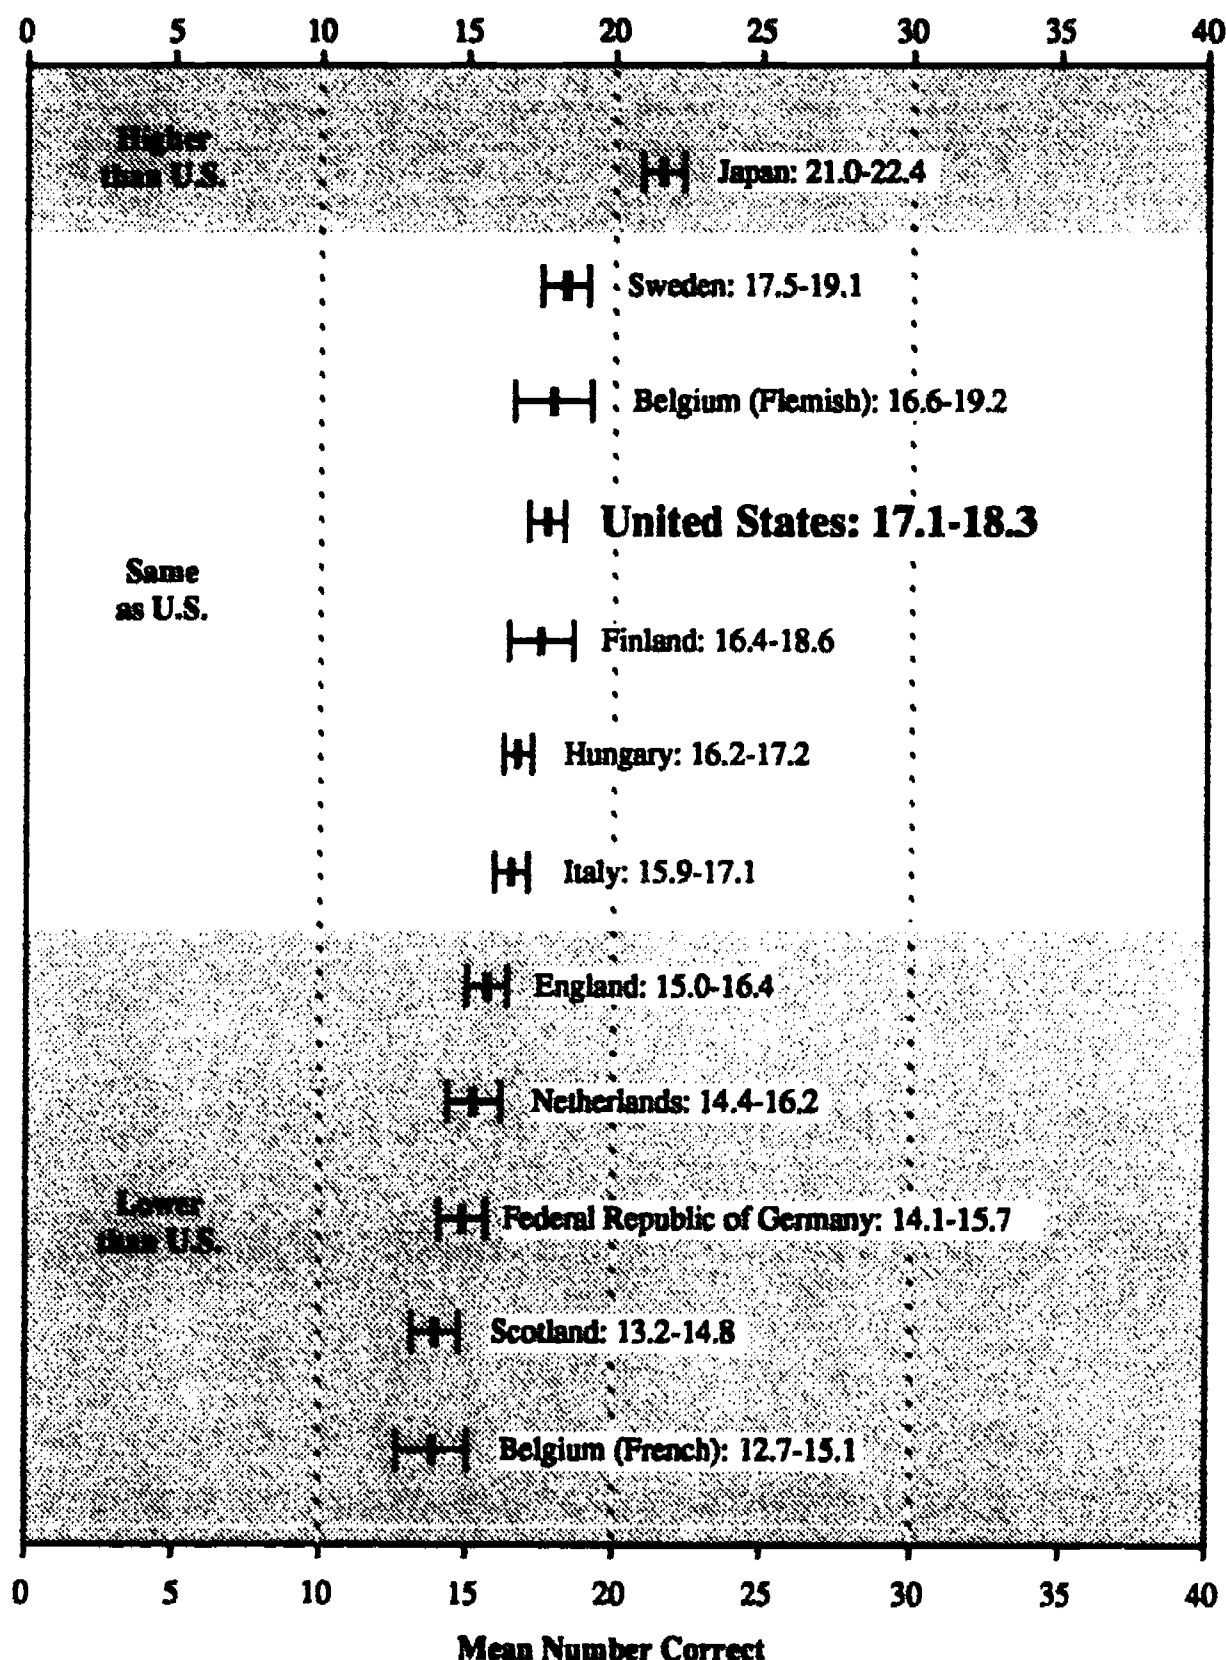 0 5 10 15 20 25 30 35 40
Higher
than U.S.
Japan: 21.0-22.4
Sweden: 17.5-19.1
Belgium (Flemish): 16.6-19.2
United States: 17.1-18.3
Same
as U.S.
Finland: 16.4-18.6
Hungary: 16.2-17.2
Italy: 15.9-17.1
England: 15.0-16.4
Netherlands: 14.4-16.2
Lower
than U.S.
Federal Republic of Germany: 14.1-15.7
Scotland: 13.2-14.8
Belgium (French): 12.7-15.1
0 5 10 15 20 25 30 35 40
Mean Number Correct